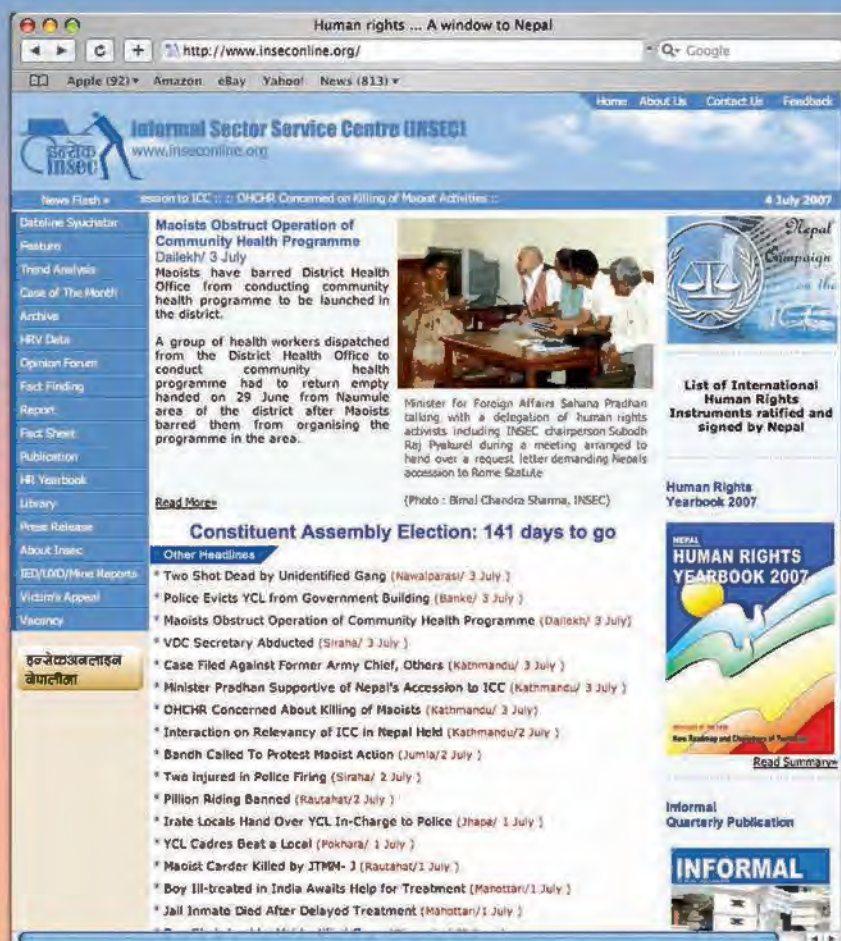 Human rights ... A window to Nepal
http://www.inseconline.org/
Google
Apple (92) Amazon eBay Yahoo! News (813)
Home About Us Contact Us Feedback
इन्सेक
insec
Informal Sector Service Centre (INSEC)
www.inseconline.org
News Flash »
ession to ICC :: :: OHCHR Concerned on Killing of Maoist Activities ::
4 July 2007
Dateline Syuchatar
Feature
Trend Analysis
Case of The Month
Archive
HRV Data
Opinion Forum
Fact Finding
Report
Fact Sheet
Publication
HR Yearbook
Library
Press Release
About Insec
IED/UXO/Mine Reports
Victim's Appeal
Vacancy
इन्सेकअनलाइन
नेपालीमा
Maoists Obstruct Operation of
Community Health Programme
Dailekh/ 3 July
Maoists have barred District Health
Office from conducting community
health programme to be launched in
the district.
A group of health workers dispatched
from the District Health Office to
conduct community health
programme had to return empty
handed on 29 June from Naumule
area of the district after Maoists
barred them from organising the
programme in the area.
Read More»
Minister for Foreign Affairs Sahana Pradhan
talking with a delegation of human rights
activists including INSEC chairperson Subodh
Raj Pyakurel during a meeting arranged to
hand over a request letter demanding Nepals
accession to Rome Statute
(Photo : Bimal Chandra Sharma, INSEC)
Constituent Assembly Election: 141 days to go
Other Headlines
* Two Shot Dead by Unidentified Gang (Nawalparasi/ 3 July )
* Police Evicts YCL from Government Building (Banke/ 3 July )
* Maoists Obstruct Operation of Community Health Programme (Dailekh/ 3 July)
* VDC Secretary Abducted (Siraha/ 3 July )
* Case Filed Against Former Army Chief, Others (Kathmandu/ 3 July )
* Minister Pradhan Supportive of Nepal's Accession to ICC (Kathmandu/ 3 July )
* OHCHR Concerned About Killing of Maoists (Kathmandu/ 3 July)
* Interaction on Relevancy of ICC in Nepal Held (Kathmandu/2 July )
* Bandh Called To Protest Maoist Action (Jumla/2 July )
* Two Injured in Police Firing (Siraha/ 2 July )
* Pillion Riding Banned (Rautahat/2 July )
* Irate Locals Hand Over YCL In-Charge to Police (Jhapa/ 1 July )
* YCL Cadres Beat a Local (Pokhara/ 1 July )
* Maoist Carder Killed by JTMM- J (Rautahat/1 July )
* Boy Ill-treated in India Awaits Help for Treatment (Mahottari/1 July )
* Jail Inmate Died After Delayed Treatment (Mahottari/1 July )
Nepal
Campaign
on the
List of International
Human Rights
Instruments ratified and
signed by Nepal
Human Rights
Yearbook 2007
NEPAL
HUMAN RIGHTS
YEARBOOK 2007
Read Summary»
Informal
Quarterly Publication
INFORMAL